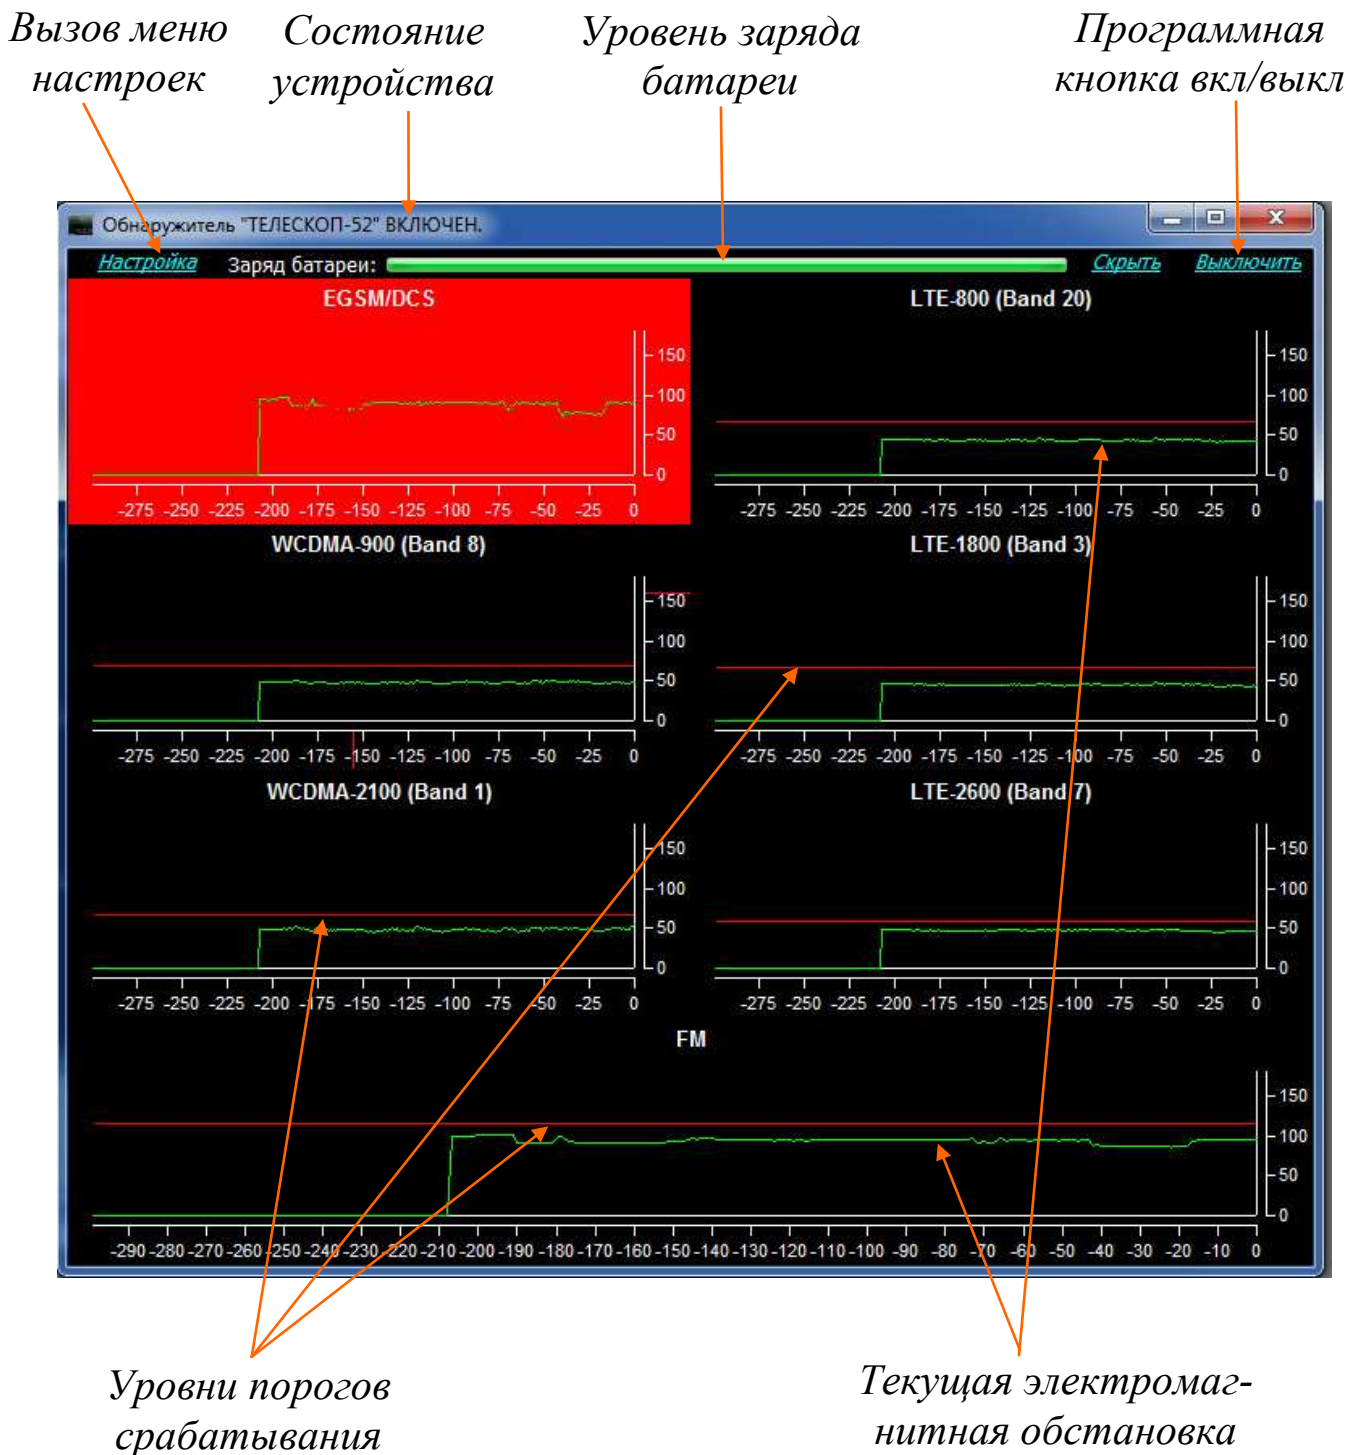 Вызов меню
настроек
Состояние
устройства
Уровень заряда
батареи
Программная
кнопка вкл/выкл
Обнаружитель "ТЕЛЕСКОП-52" ВКЛЮЧЕН.
Настройка Заряд батареи: Скрыть Выключить
EGSM/DCS
150
100
50
0
-275 -250 -225 -200 -175 -150 -125 -100 -75 -50 -25 0
LTE-800 (Band 20)
150
100
50
0
-275 -250 -225 -200 -175 -150 -125 -100 -75 -50 -25 0
WCDMA-900 (Band 8)
150
100
50
0
-275 -250 -225 -200 -175 -150 -125 -100 -75 -50 -25 0
LTE-1800 (Band 3)
150
100
50
0
-275 -250 -225 -200 -175 -150 -125 -100 -75 -50 -25 0
WCDMA-2100 (Band 1)
150
100
50
0
-275 -250 -225 -200 -175 -150 -125 -100 -75 -50 -25 0
LTE-2600 (Band 7)
150
100
50
0
-275 -250 -225 -200 -175 -150 -125 -100 -75 -50 -25 0
FM
150
100
50
0
-290 -280 -270 -260 -250 -240 -230 -220 -210 -200 -190 -180 -170 -160 -150 -140 -130 -120 -110 -100 -90 -80 -70 -60 -50 -40 -30 -20 -10 0
Уровни порогов
срабатывания
Текущая электромаг-
нитная обстановка